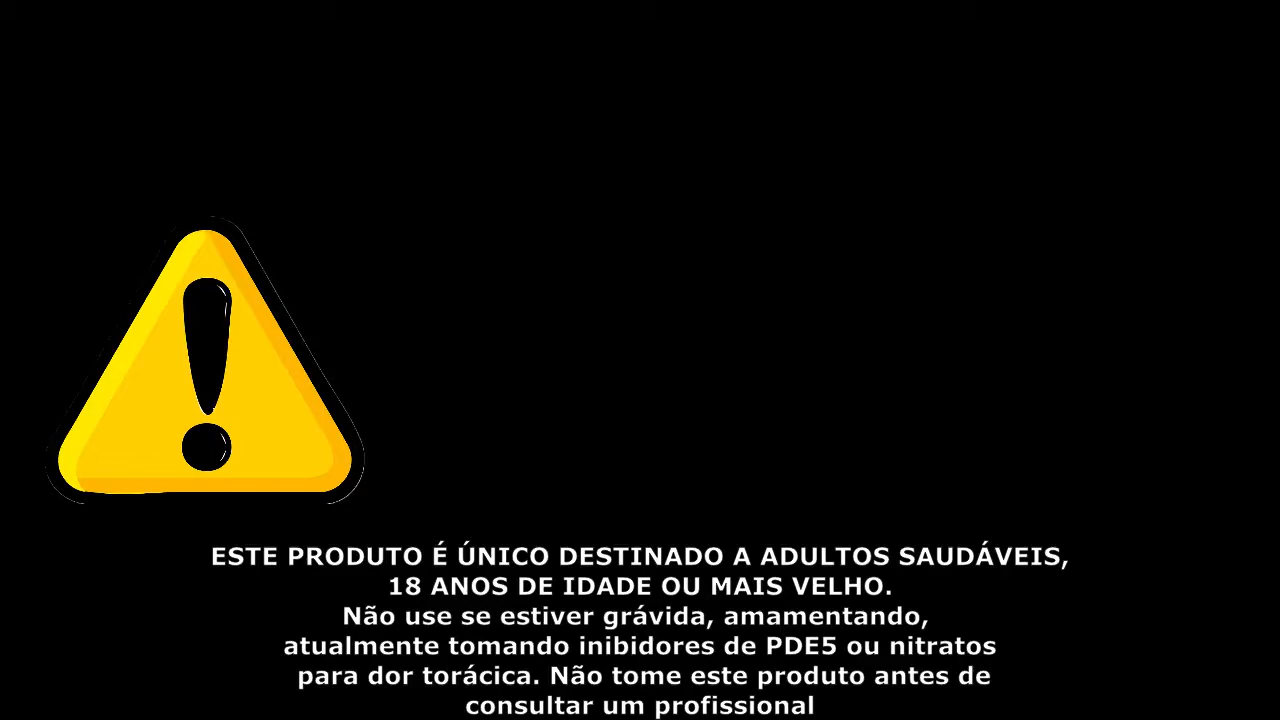 ESTE PRODUTO É ÚNICO DESTINADO A ADULTOS SAUDÁVEIS,
18 ANOS DE IDADE OU MAIS VELHO.
Não use se estiver grávida, amamentando,
atualmente tomando inibidores de PDE5 ou nitratos
para dor torácica. Não tome este produto antes de
consultar um profissional